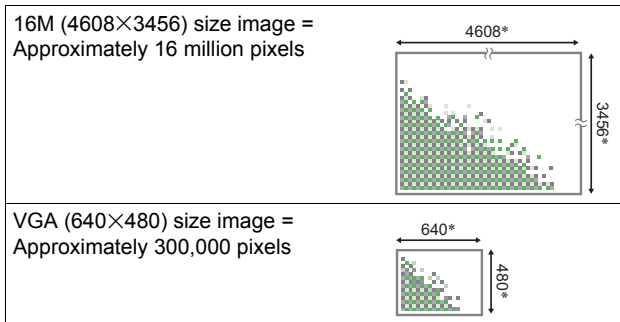 16M (4608×3456) size image =
Approximately 16 million pixels
4608*
3456*
VGA (640×480) size image =
Approximately 300,000 pixels
640*
480*